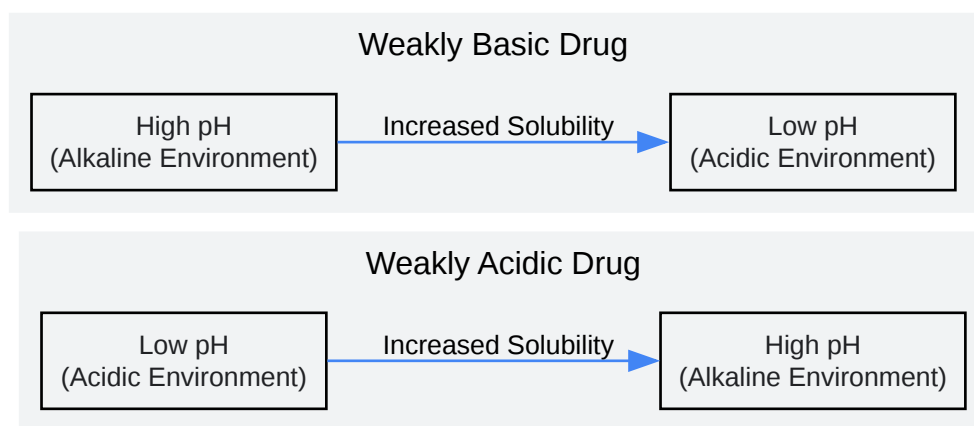 Weakly Basic Drug
High pH
(Alkaline Environment)
Increased Solubility
Low pH
(Acidic Environment)
Weakly Acidic Drug
Low pH
(Acidic Environment)
Increased Solubility
High pH
(Alkaline Environment)